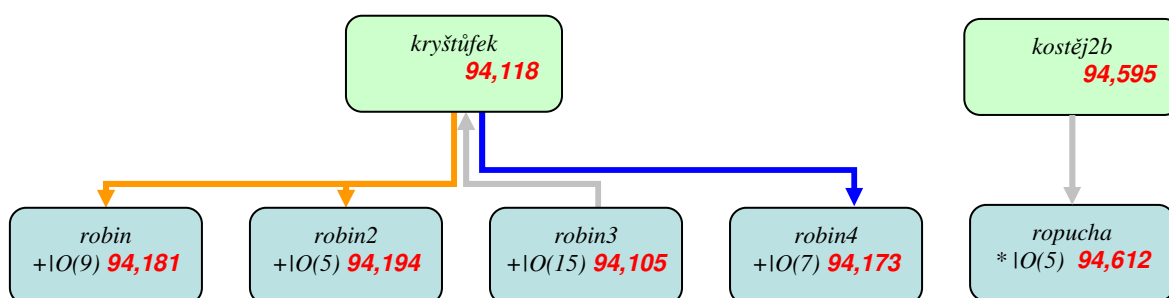 kryštůfek
94,118
kostěj2b
94,595
robin
+|O(9) 94,181
robin2
+|O(5) 94,194
robin3
+|O(15) 94,105
robin4
+|O(7) 94,173
ropucha
* |O(5) 94,612